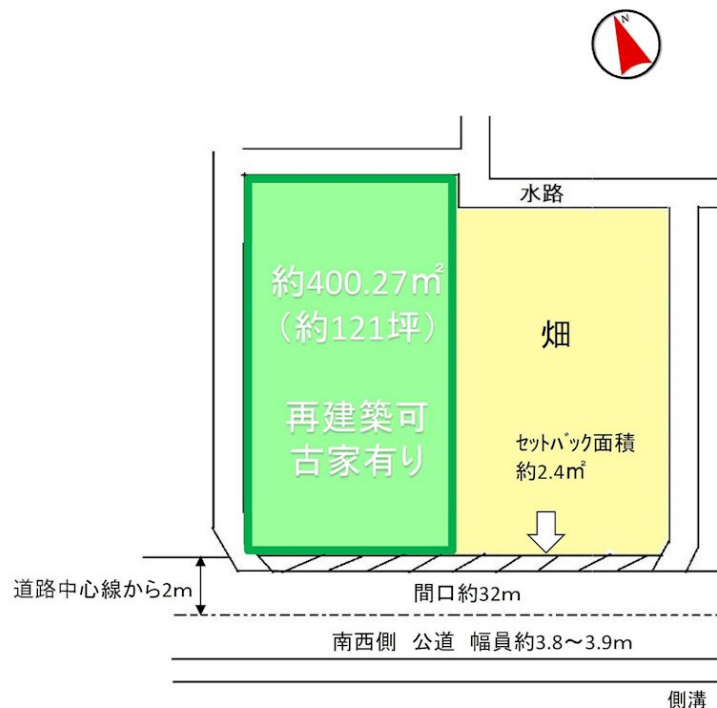 N
水路
約400.27㎡
（約121坪）
再建築可
古家有り
畑
セットバック面積
約2.4㎡
道路中心線から2m
間口約32m
南西側 公道 幅員約3.8～3.9m
側溝